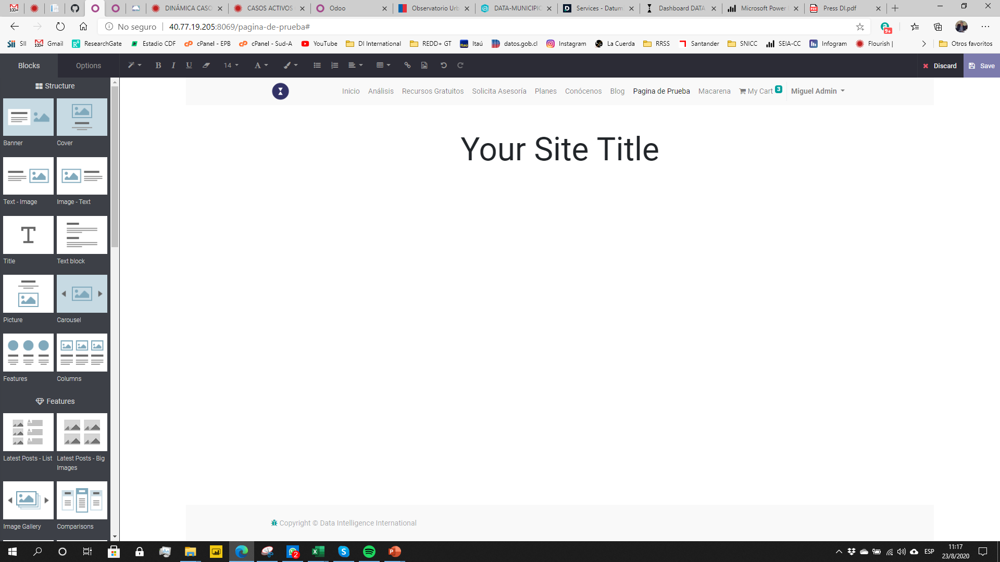 DINÁMICA CASO
CASOS ACTIVOS
Odoo
Observatorio Urb
DATA-MUNICIPIO
Services - Datum
Dashboard DATA
Microsoft Power
Press DI.pdf
No seguro
40.77.19.205:8069/pagina-de-prueba#
9+
SII
Gmail
ResearchGate
Estadio CDF
cPanel - EPB
cPanel - Sud-A
YouTube
DI International
REDD+ GT
Itaú
datos.gob.cl
Instagram
La Cuerda
RRSS
Santander
SNICC
SEIA-CC
Infogram
Flourish |
Otros favoritos
Blocks
Options
B
I
U
14
A
Discard
Save
Structure
Banner
Cover
Text - Image
Image - Text
Title
Text block
Picture
Carousel
Features
Columns
Features
Latest Posts - List
Latest Posts - Big
Images
Image Gallery
Comparisons
Inicio
Análisis
Recursos Gratuitos
Solicita Asesoría
Planes
Conócenos
Blog
Pagina de Prueba
Macarena
My Cart 3
Miguel Admin
Your Site Title
Copyright © Data Intelligence International
2
ESP
11:17
23/8/2020